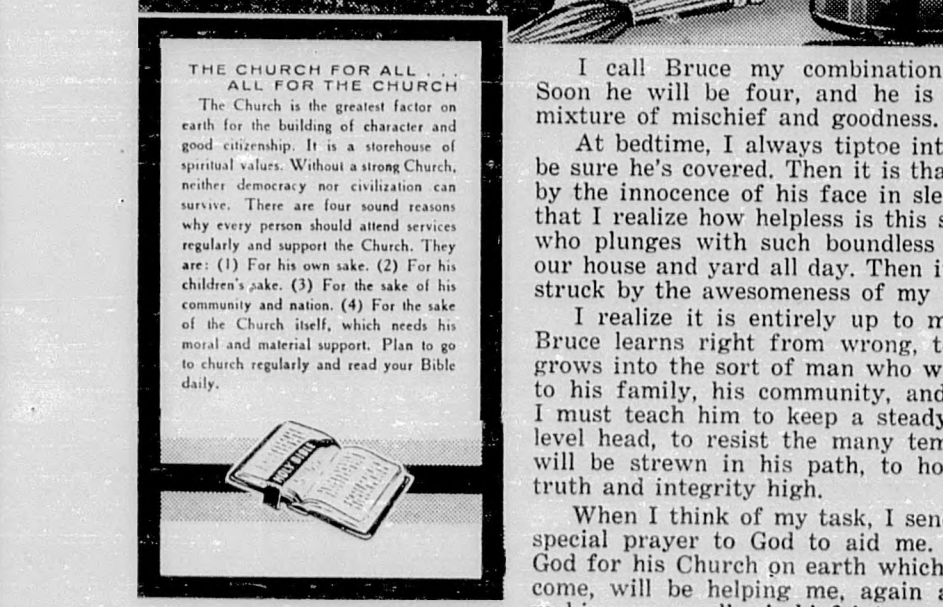 THE CHURCH FOR ALL . . .
ALL FOR THE CHURCH
The Church is the greatest factor on
earth for the building of character and
good citizenship. It is a storehouse of
spiritual values. Without a strong Church,
neither democracy nor civilization can
survive. There are four sound reasons
why every person should attend services
regularly and support the Church. They
are: (1) For his own sake. (2) For his
children's sake. (3) For the sake of his
community and nation. (4) For the sake
of the Church itself, which needs his
moral and material support. Plan to go
to church regularly and read your Bible
daily.
HOLY BIBLE
I call Bruce my combination
Soon he will be four, and he is
mixture of mischief and goodness.
At bedtime, I always tiptoe int
be sure he's covered. Then it is tha
by the innocence of his face in sle
that I realize how helpless is this s
who plunges with such boundless
our house and yard all day. Then i
struck by the awesomeness of my
I realize it is entirely up to m
Bruce learns right from wrong, t
grows into the sort of man who w
to his family, his community, and
I must teach him to keep a steady
level head, to resist the many tem
will be strewn in his path, to ho
truth and integrity high.
When I think of my task, I sen
special prayer to God to aid me.
God for his Church on earth which
come, will be helping me, again a